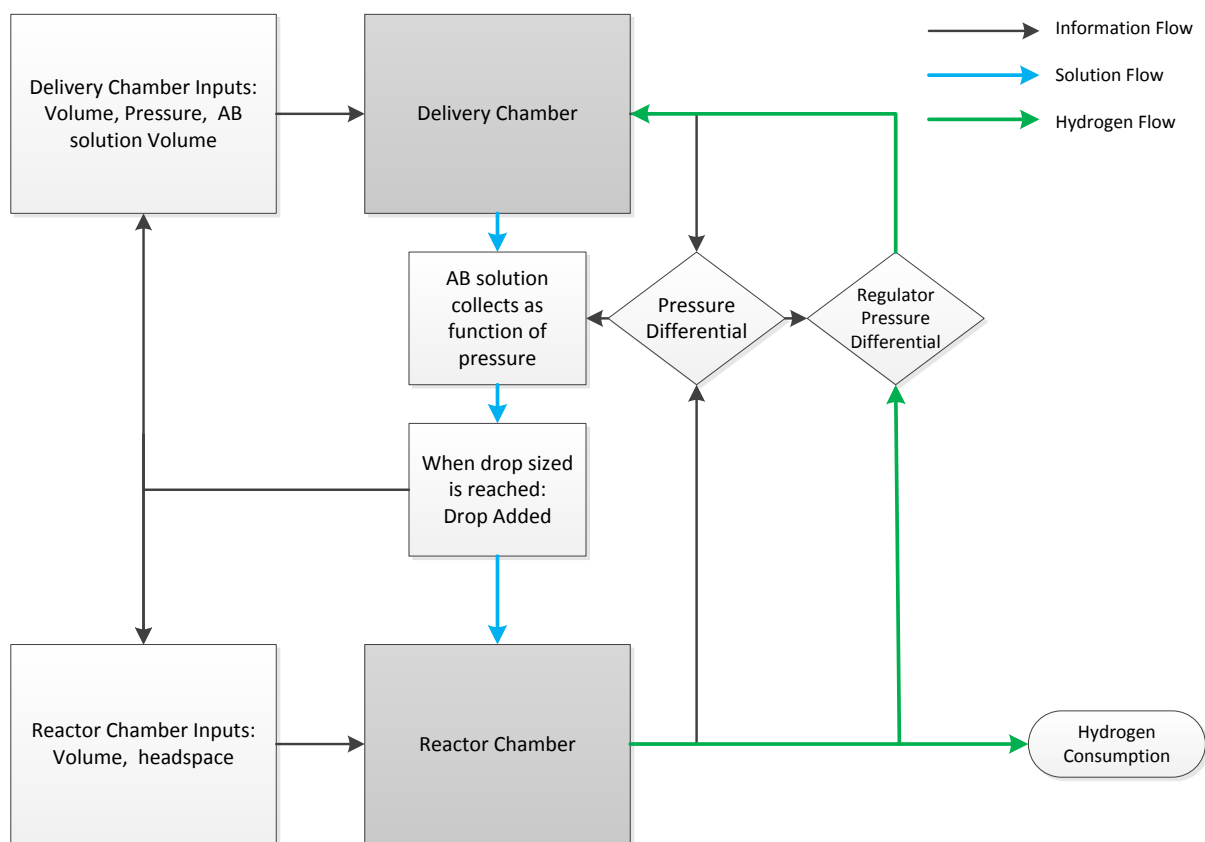 Delivery Chamber Inputs:
Volume, Pressure,  AB
solution Volume
Delivery Chamber
Information Flow
Solution Flow
Hydrogen Flow
AB solution
collects as
function of
pressure
Pressure
Differential
Regulator
Pressure
Differential
When drop sized
is reached:
Drop Added
Reactor Chamber Inputs:
Volume,  headspace
Reactor Chamber
Hydrogen
Consumption